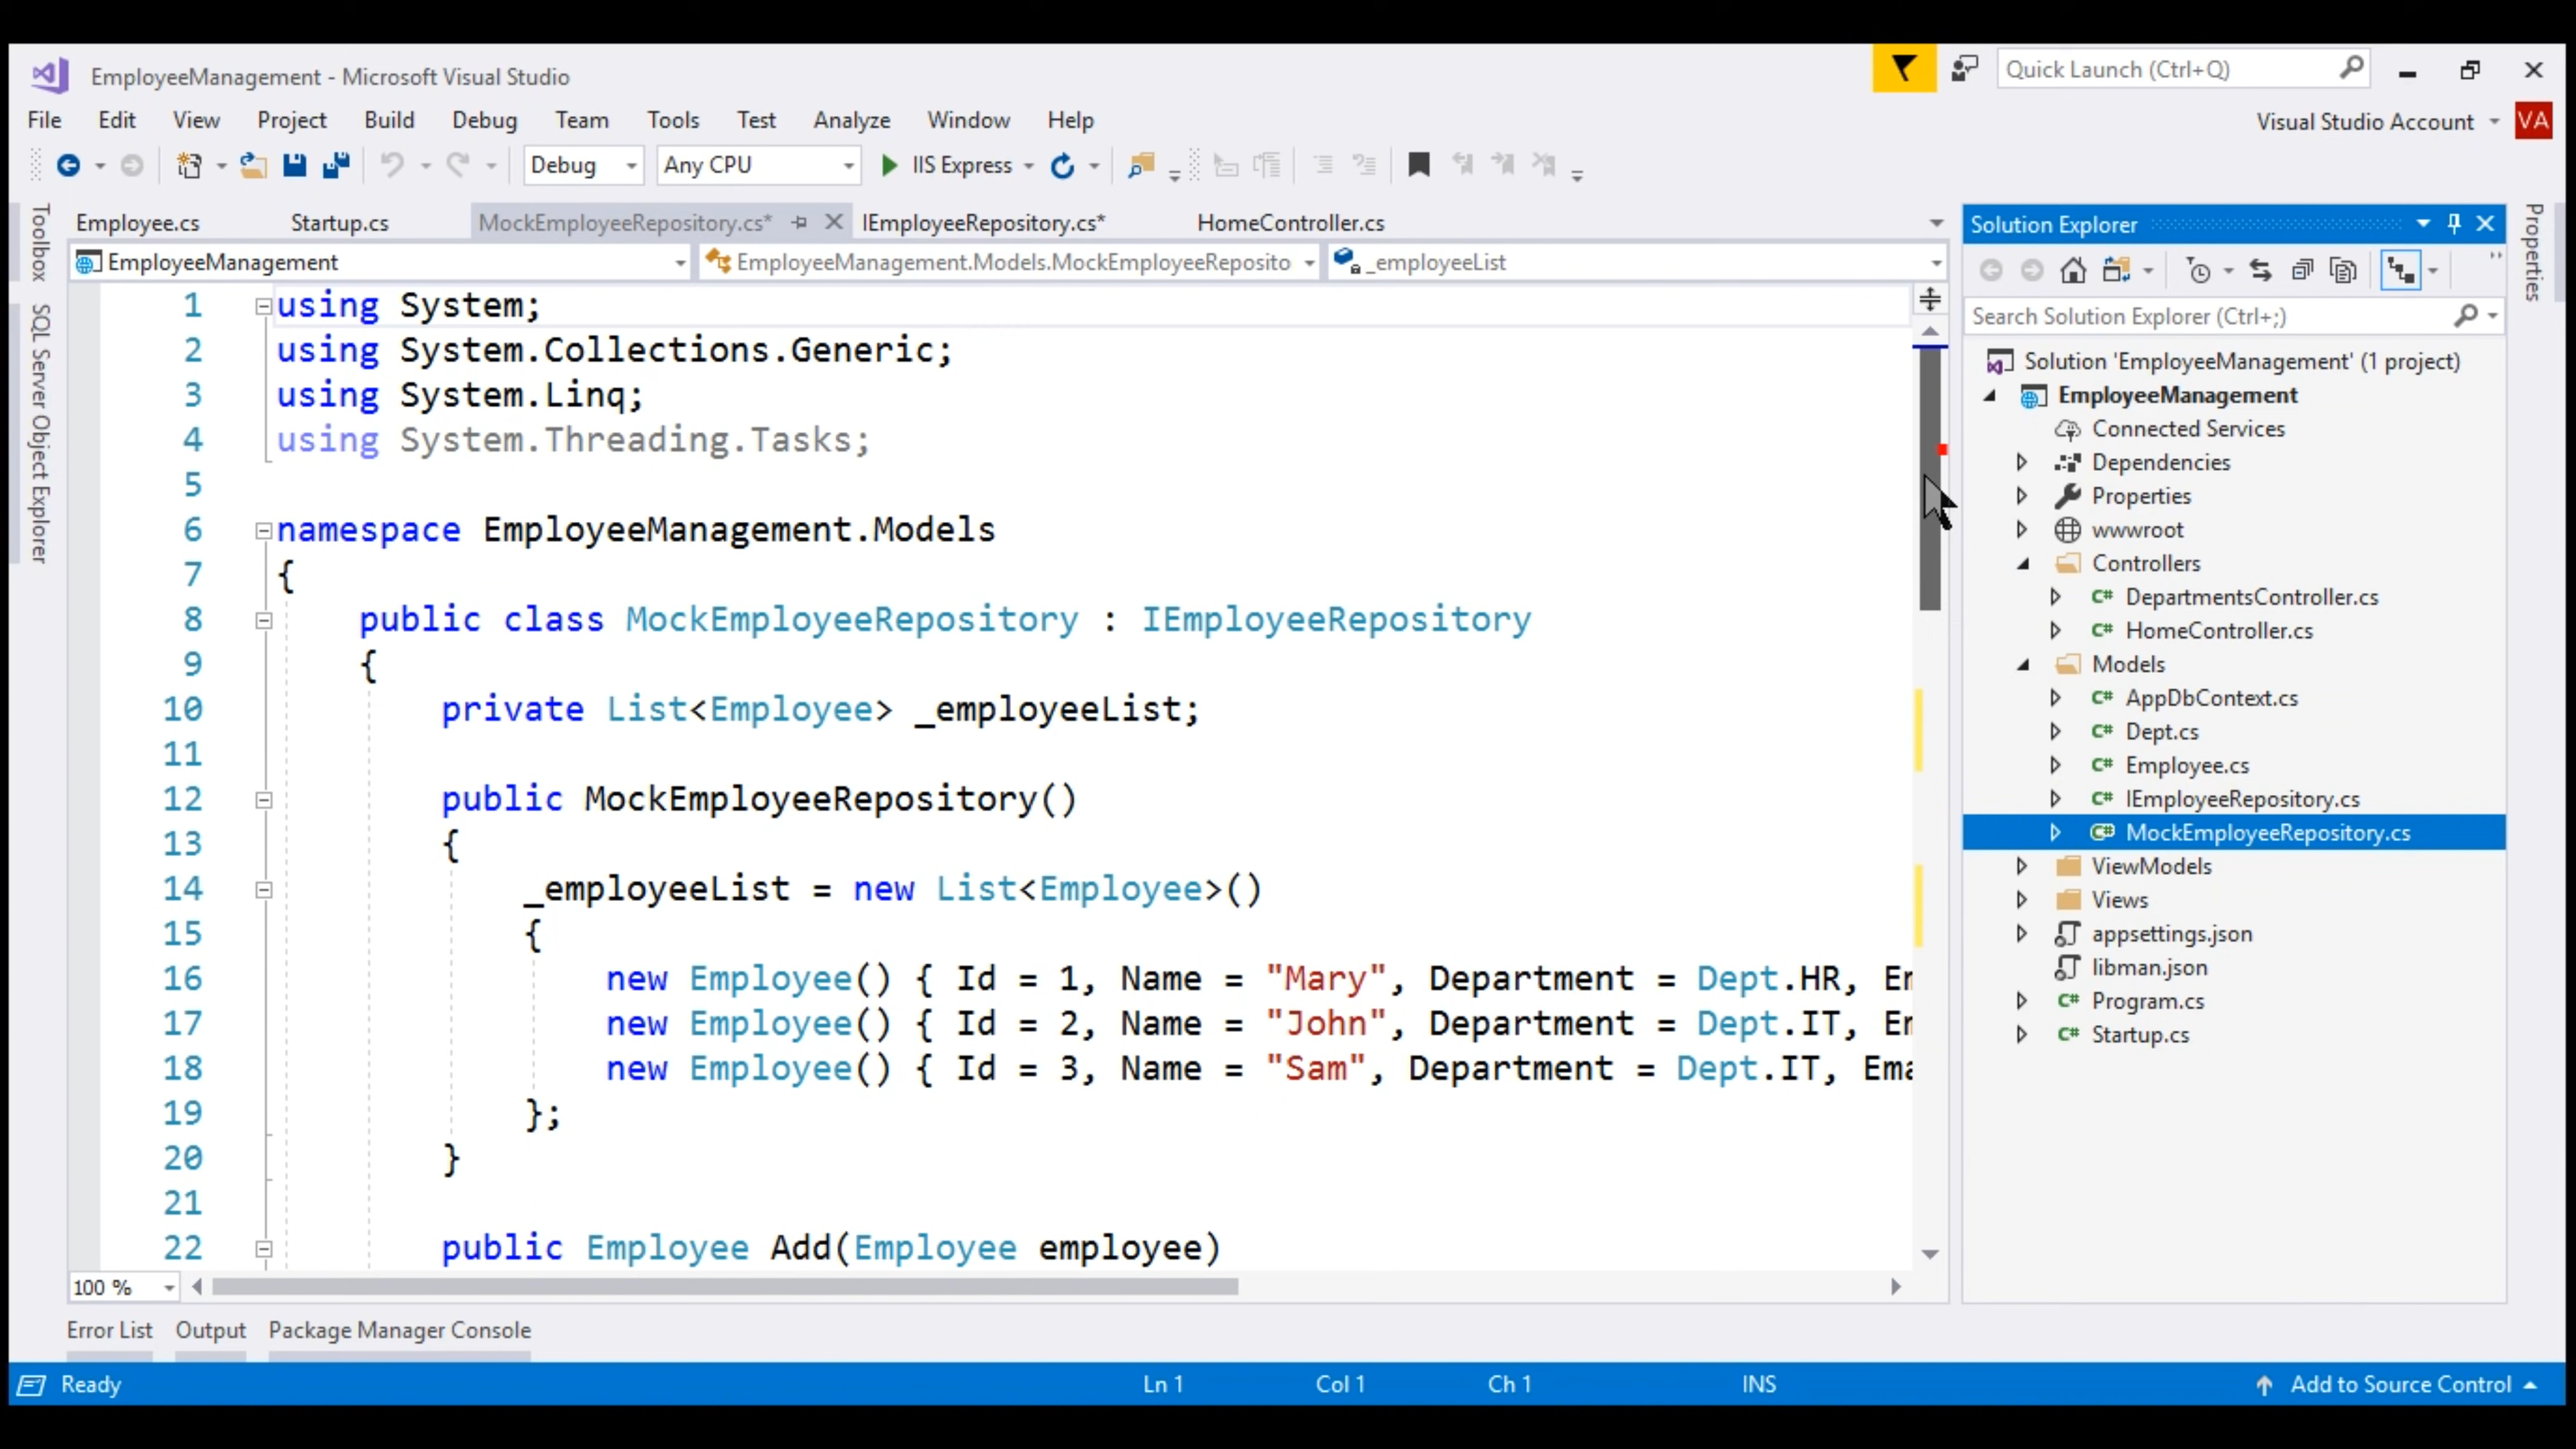 EmployeeManagement - Microsoft Visual Studio
Quick Launch (Ctrl+Q)
File Edit View Project Build Debug Team Tools Test Analyze Window Help
Visual Studio Account VA
Debug Any CPU IIS Express
Toolbox
SQL Server Object Explorer
Employee.cs Startup.cs MockEmployeeRepository.cs* IEmployeeRepository.cs* HomeController.cs
EmployeeManagement EmployeeManagement.Models.MockEmployeeReposito _employeeList
1 using System;
2 using System.Collections.Generic;
3 using System.Linq;
4 using System.Threading.Tasks;
5
6 namespace EmployeeManagement.Models
7 {
8 public class MockEmployeeRepository : IEmployeeRepository
9 {
10 private List<Employee> _employeeList;
11
12 public MockEmployeeRepository()
13 {
14 _employeeList = new List<Employee>()
15 {
16 new Employee() { Id = 1, Name = "Mary", Department = Dept.HR, Em
17 new Employee() { Id = 2, Name = "John", Department = Dept.IT, Em
18 new Employee() { Id = 3, Name = "Sam", Department = Dept.IT, Ema
19 };
20 }
21
22 public Employee Add(Employee employee)
100 %
Solution Explorer
Search Solution Explorer (Ctrl+;)
Solution 'EmployeeManagement' (1 project)
EmployeeManagement
Connected Services
Dependencies
Properties
wwwroot
Controllers
C# DepartmentsController.cs
C# HomeController.cs
Models
C# AppDbContext.cs
C# Dept.cs
C# Employee.cs
C# IEmployeeRepository.cs
C# MockEmployeeRepository.cs
ViewModels
Views
appsettings.json
libman.json
C# Program.cs
C# Startup.cs
Properties
Error List Output Package Manager Console
Ready Ln 1 Col 1 Ch 1 INS Add to Source Control